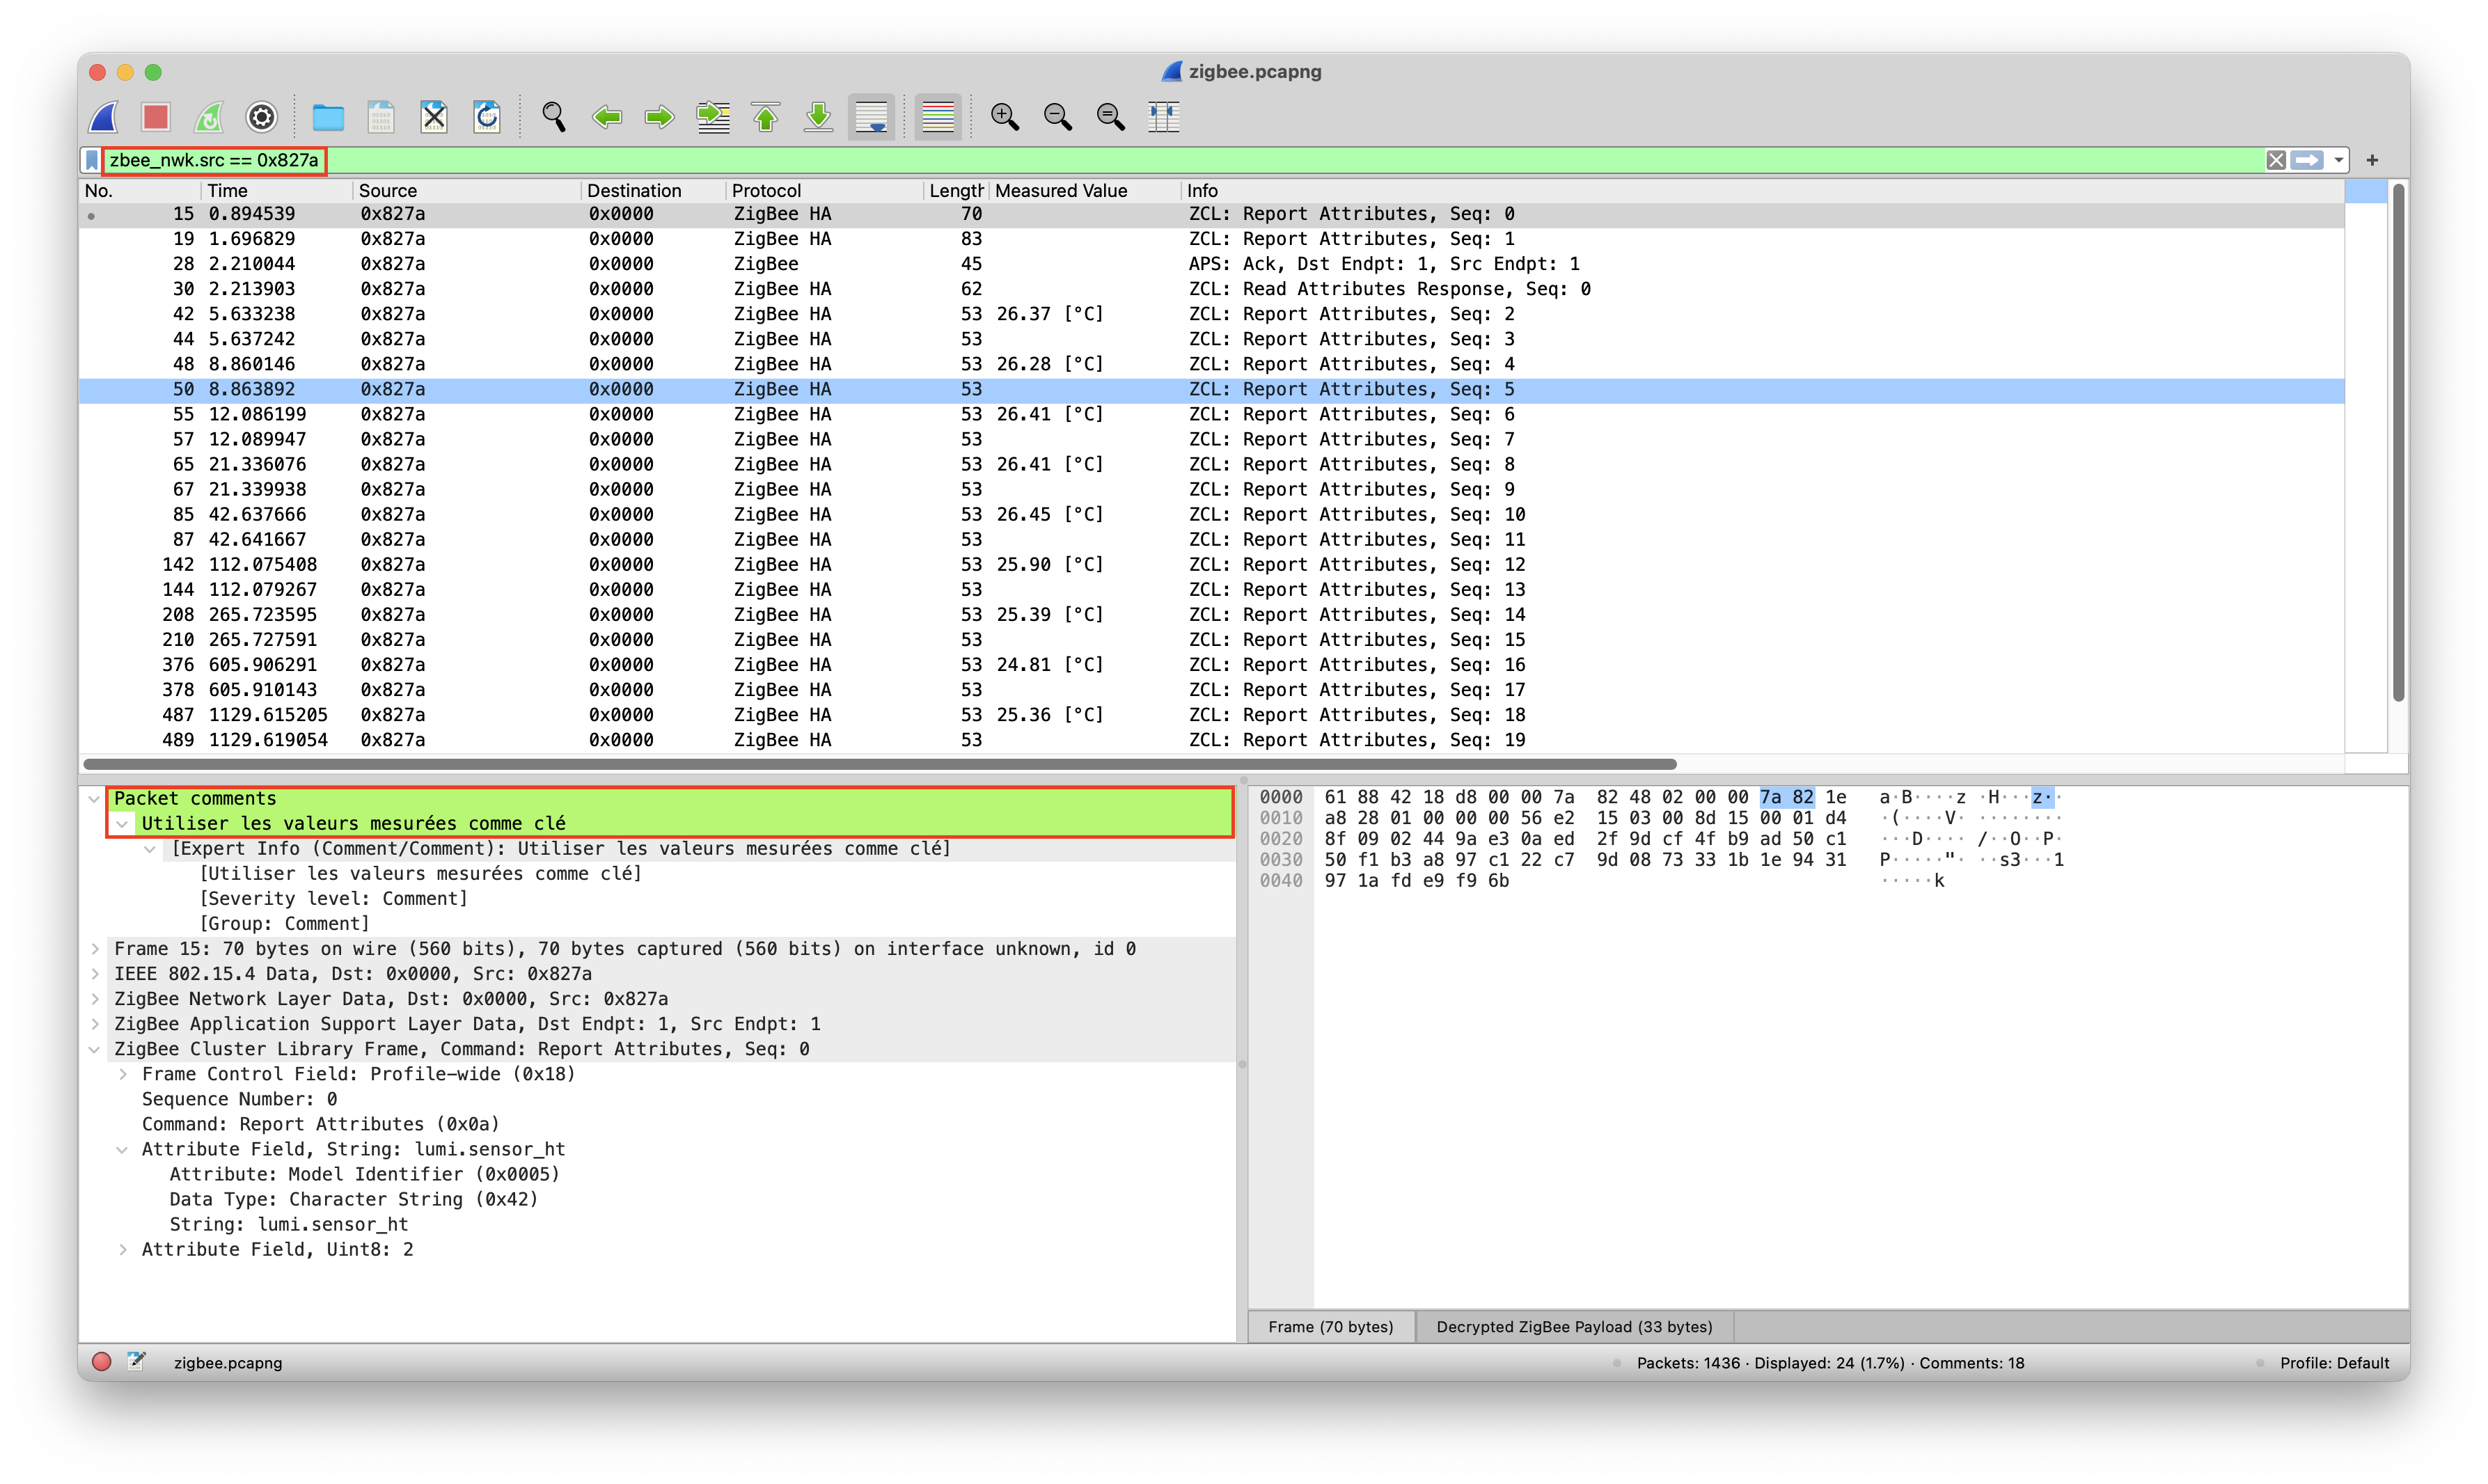 zigbee.pcapng
zbee_nwk.src == 0x827a
No. Time Source Destination Protocol Length Measured Value Info
15 0.894539 0x827a 0x0000 ZigBee HA 70 ZCL: Report Attributes, Seq: 0
19 1.696829 0x827a 0x0000 ZigBee HA 83 ZCL: Report Attributes, Seq: 1
28 2.210044 0x827a 0x0000 ZigBee 45 APS: Ack, Dst Endpt: 1, Src Endpt: 1
30 2.213903 0x827a 0x0000 ZigBee HA 62 ZCL: Read Attributes Response, Seq: 0
42 5.633238 0x827a 0x0000 ZigBee HA 53 26.37 [°C] ZCL: Report Attributes, Seq: 2
44 5.637242 0x827a 0x0000 ZigBee HA 53 ZCL: Report Attributes, Seq: 3
48 8.860146 0x827a 0x0000 ZigBee HA 53 26.28 [°C] ZCL: Report Attributes, Seq: 4
50 8.863892 0x827a 0x0000 ZigBee HA 53 ZCL: Report Attributes, Seq: 5
55 12.086199 0x827a 0x0000 ZigBee HA 53 26.41 [°C] ZCL: Report Attributes, Seq: 6
57 12.089947 0x827a 0x0000 ZigBee HA 53 ZCL: Report Attributes, Seq: 7
65 21.336076 0x827a 0x0000 ZigBee HA 53 26.41 [°C] ZCL: Report Attributes, Seq: 8
67 21.339938 0x827a 0x0000 ZigBee HA 53 ZCL: Report Attributes, Seq: 9
85 42.637666 0x827a 0x0000 ZigBee HA 53 26.45 [°C] ZCL: Report Attributes, Seq: 10
87 42.641667 0x827a 0x0000 ZigBee HA 53 ZCL: Report Attributes, Seq: 11
142 112.075408 0x827a 0x0000 ZigBee HA 53 25.90 [°C] ZCL: Report Attributes, Seq: 12
144 112.079267 0x827a 0x0000 ZigBee HA 53 ZCL: Report Attributes, Seq: 13
208 265.723595 0x827a 0x0000 ZigBee HA 53 25.39 [°C] ZCL: Report Attributes, Seq: 14
210 265.727591 0x827a 0x0000 ZigBee HA 53 ZCL: Report Attributes, Seq: 15
376 605.906291 0x827a 0x0000 ZigBee HA 53 24.81 [°C] ZCL: Report Attributes, Seq: 16
378 605.910143 0x827a 0x0000 ZigBee HA 53 ZCL: Report Attributes, Seq: 17
487 1129.615205 0x827a 0x0000 ZigBee HA 53 25.36 [°C] ZCL: Report Attributes, Seq: 18
489 1129.619054 0x827a 0x0000 ZigBee HA 53 ZCL: Report Attributes, Seq: 19
Packet comments
Utiliser les valeurs mesurées comme clé
[Expert Info (Comment/Comment): Utiliser les valeurs mesurées comme clé]
[Utiliser les valeurs mesurées comme clé]
[Severity level: Comment]
[Group: Comment]
Frame 15: 70 bytes on wire (560 bits), 70 bytes captured (560 bits) on interface unknown, id 0
IEEE 802.15.4 Data, Dst: 0x0000, Src: 0x827a
ZigBee Network Layer Data, Dst: 0x0000, Src: 0x827a
ZigBee Application Support Layer Data, Dst Endpt: 1, Src Endpt: 1
ZigBee Cluster Library Frame, Command: Report Attributes, Seq: 0
Frame Control Field: Profile-wide (0x18)
Sequence Number: 0
Command: Report Attributes (0x0a)
Attribute Field, String: lumi.sensor_ht
Attribute: Model Identifier (0x0005)
Data Type: Character String (0x42)
String: lumi.sensor_ht
Attribute Field, Uint8: 2
0000 61 88 42 18 d8 00 00 7a 82 48 02 00 00 7a 82 1e a·B····z ·H···z··
0010 a8 28 01 00 00 00 56 e2 15 03 00 8d 15 00 01 d4 ·(····V· ········
0020 8f 09 02 44 9a e3 0a ed 2f 9d cf 4f b9 ad 50 c1 ···D···· /··O··P·
0030 50 f1 b3 a8 97 c1 22 c7 9d 08 73 33 1b 1e 94 31 P·····"· ··s3···1
0040 97 1a fd e9 f9 6b ·····k
Frame (70 bytes) Decrypted ZigBee Payload (33 bytes)
zigbee.pcapng Packets: 1436 · Displayed: 24 (1.7%) · Comments: 18 Profile: Default